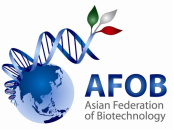 AFOB
Asian Federation
of Biotechnology